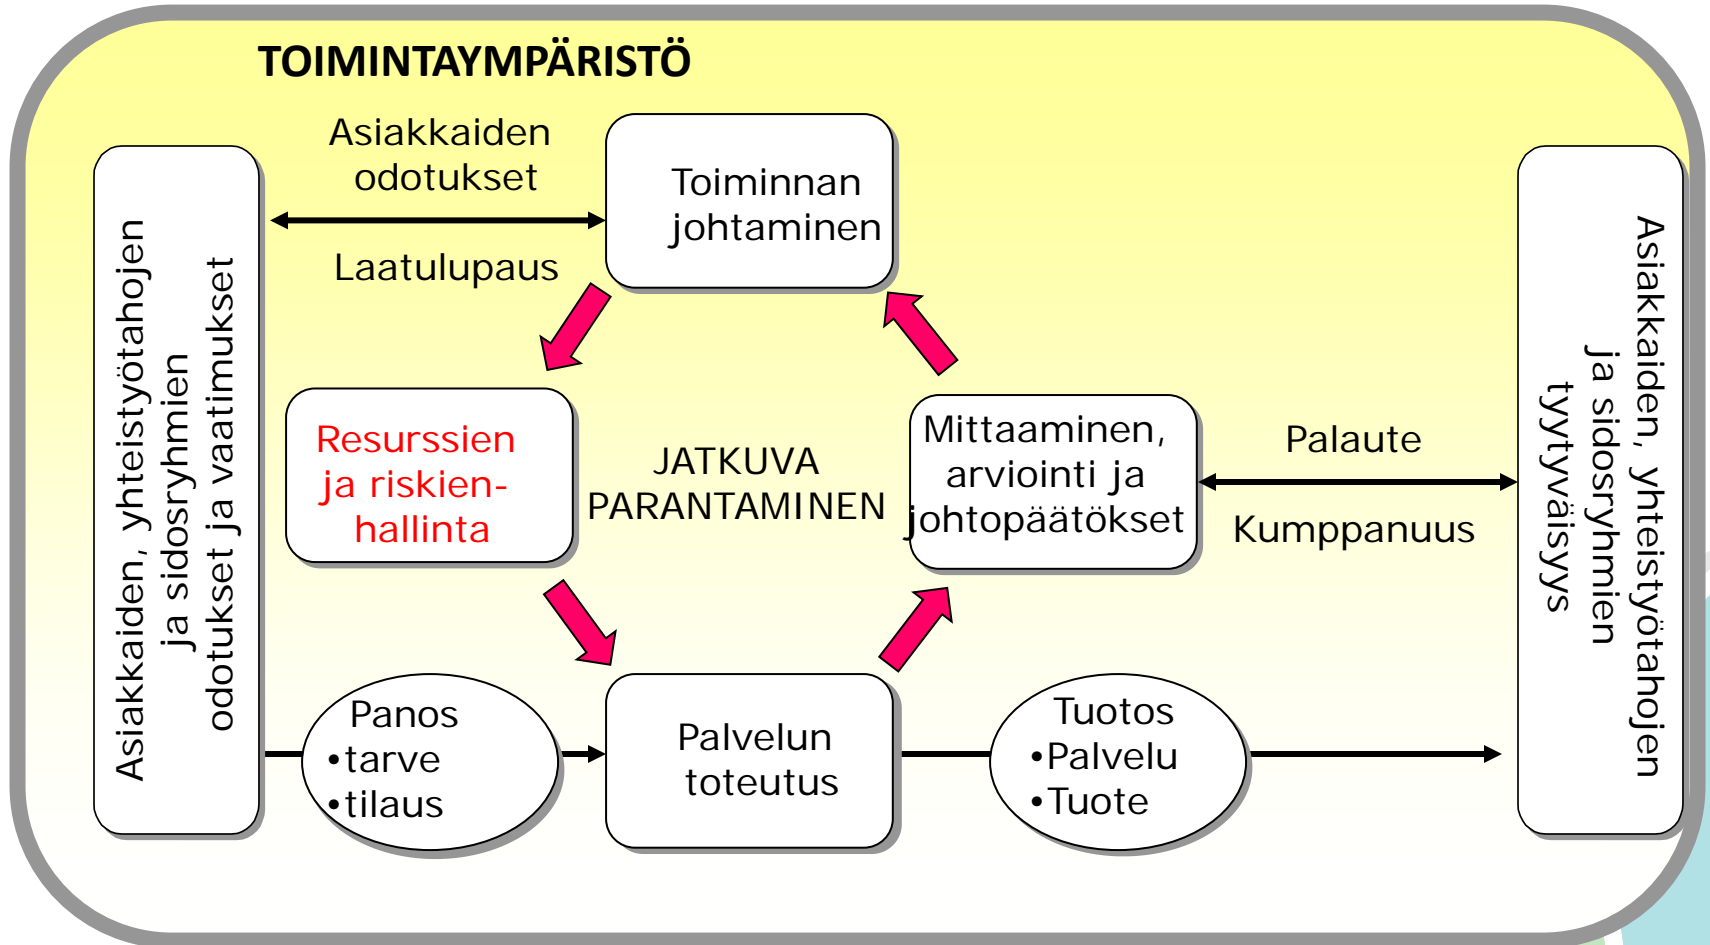 TOIMINTAYMPÄRISTÖ
Asiakkaiden, yhteistyötahojen
ja sidosryhmien
odotukset ja vaatimukset
Asiakkaiden
odotukset
Laatulupaus
Toiminnan
johtaminen
Resurssien
ja riskien-
hallinta
JATKUVA
PARANTAMINEN
Mittaaminen,
arviointi ja
johtopäätökset
Palaute
Kumppanuus
Panos
•tarve
•tilaus
Palvelun
toteutus
Tuotos
•Palvelu
•Tuote
Asiakkaiden, yhteistyötahojen
ja sidosryhmien
tyytyväisyys